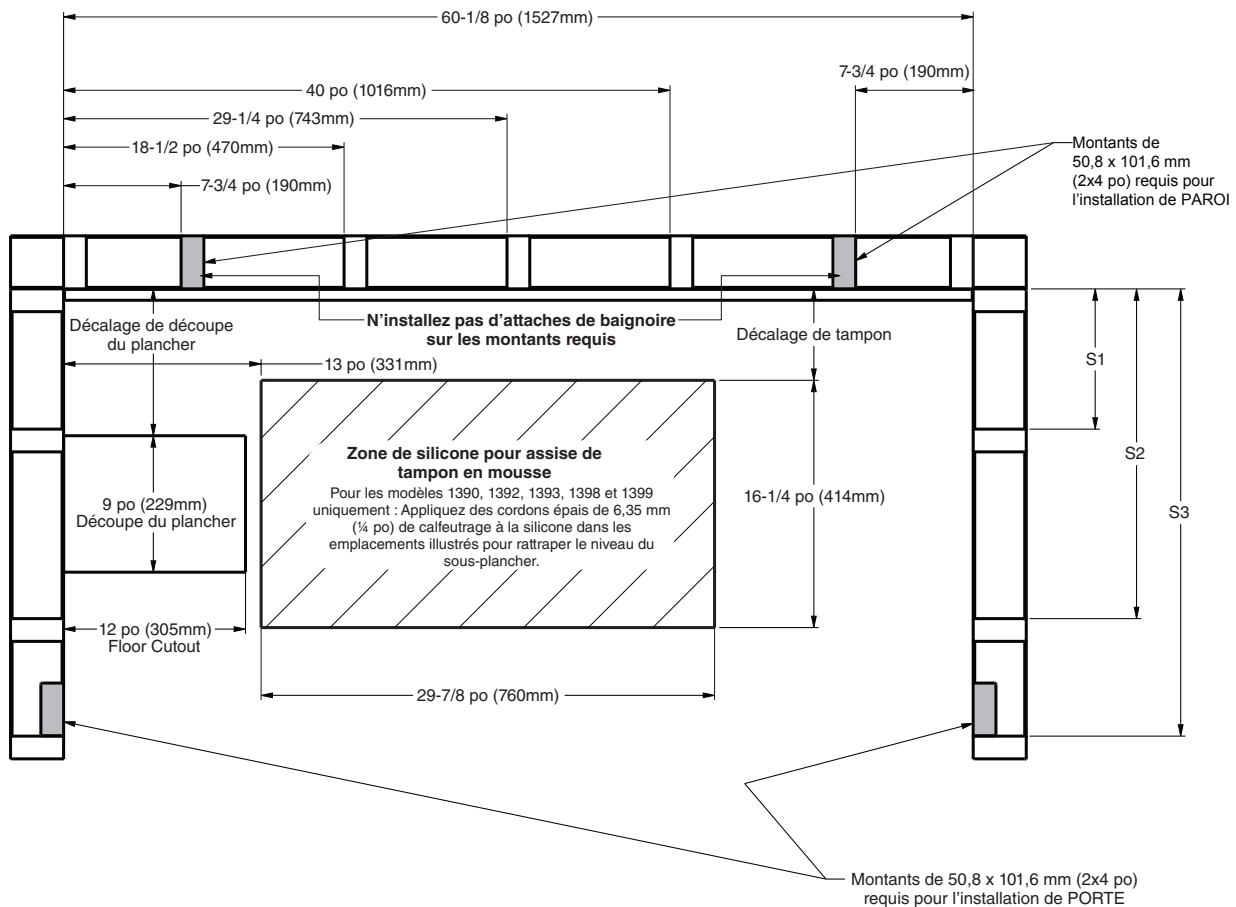 60-1/8 po (1527mm)
7-3/4 po (190mm)
40 po (1016mm)
29-1/4 po (743mm)
18-1/2 po (470mm)
7-3/4 po (190mm)
Montants de
50,8 x 101,6 mm
(2x4 po) requis pour
l'installation de PAROI
Décalage de découpe
du plancher
N'installez pas d'attaches de baignoire
sur les montants requis
Décalage de tampon
13 po (331mm)
S1
S2
S3
Zone de silicone pour assise de
tampon en mousse
Pour les modèles 1390, 1392, 1393, 1398 et 1399
uniquement : Appliquez des cordons épais de 6,35 mm
(¼ po) de calfeutrage à la silicone dans les
emplacements illustrés pour rattraper le niveau du
sous-plancher.
16-1/4 po (414mm)
9 po (229mm)
Découpe du plancher
12 po (305mm)
Floor Cutout
29-7/8 po (760mm)
Montants de 50,8 x 101,6 mm (2x4 po)
requis pour l'installation de PORTE